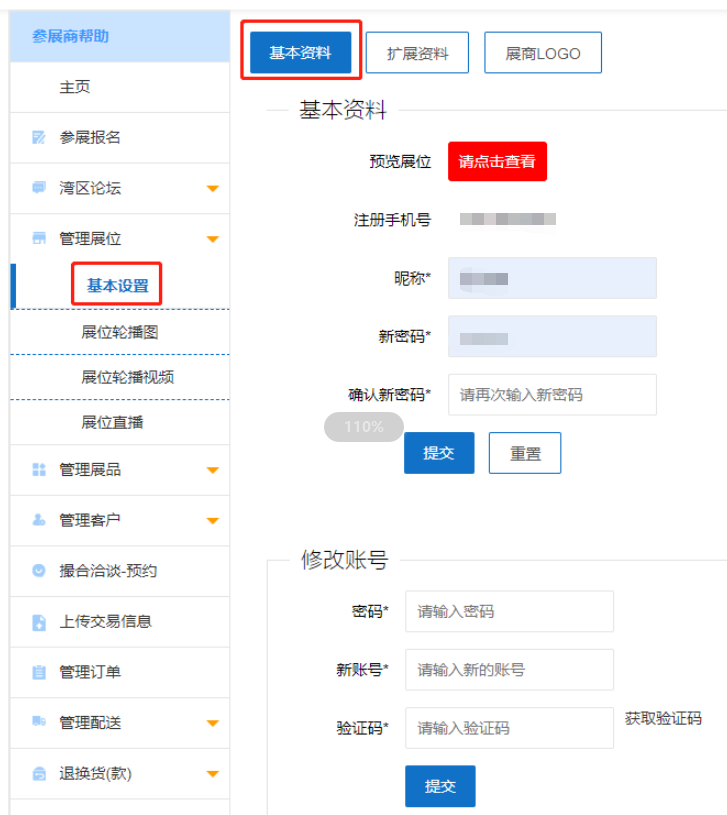 参展商帮助
主页
参展报名
湾区论坛
管理展位
基本设置
展位轮播图
展位轮播视频
展位直播
管理展品
管理客户
撮合洽谈-预约
上传交易信息
管理订单
管理配送
退换货(款)
基本资料 扩展资料 展商LOGO
基本资料
预览展位 请点击查看
注册手机号
昵称*
新密码*
确认新密码* 请再次输入新密码
110%
提交 重置
修改账号
密码* 请输入密码
新账号* 请输入新的账号
验证码* 请输入验证码 获取验证码
提交